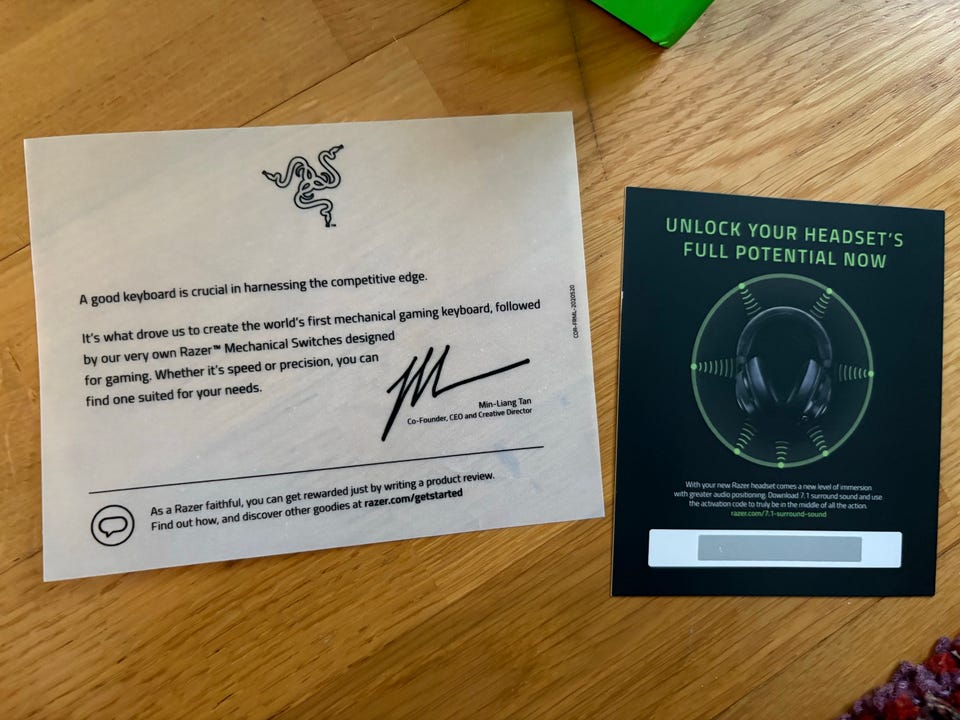 A good keyboard is crucial in harnessing the competitive edge.
It's what drove us to create the world's first mechanical gaming keyboard, followed
by our very own Razer™ Mechanical Switches designed
for gaming. Whether it's speed or precision, you can
find one suited for your needs.
Min-Liang Tan
Co-Founder, CEO and Creative Director
As a Razer faithful, you can get rewarded just by writing a product review.
Find out how, and discover other goodies at razer.com/getstarted
COR-FRML-2020520
UNLOCK YOUR HEADSET'S
FULL POTENTIAL NOW
With your new Razer headset comes a new level of immersion
with greater audio positioning. Download 7.1 surround sound and use
the activation code to truly be in the middle of all the action.
razer.com/7.1-surround-sound